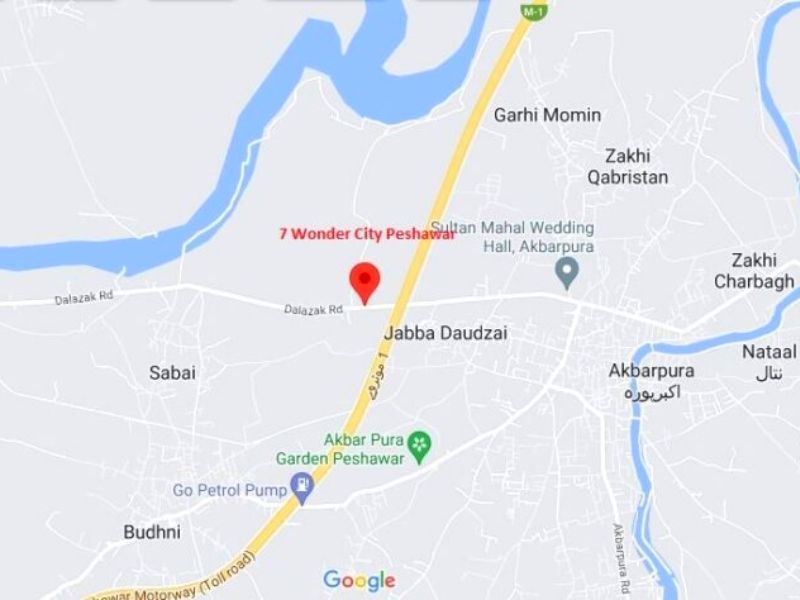 M-1
Garhi Momin
Zakhi
Qabristan
7 Wonder City Peshawar
Sultan Mahal Wedding
Hall, Akbarpura
Zakhi
Charbagh
Dalazak Rd
Dalazak Rd
Jabba Daudzai
Nataal
نتال
موٹروے 1
Sabai
Akbarpura
اکبرپورہ
Akbar Pura
Garden Peshawar
Go Petrol Pump
Budhni
Akbarpura Rd
Google
Motorway (Toll road)